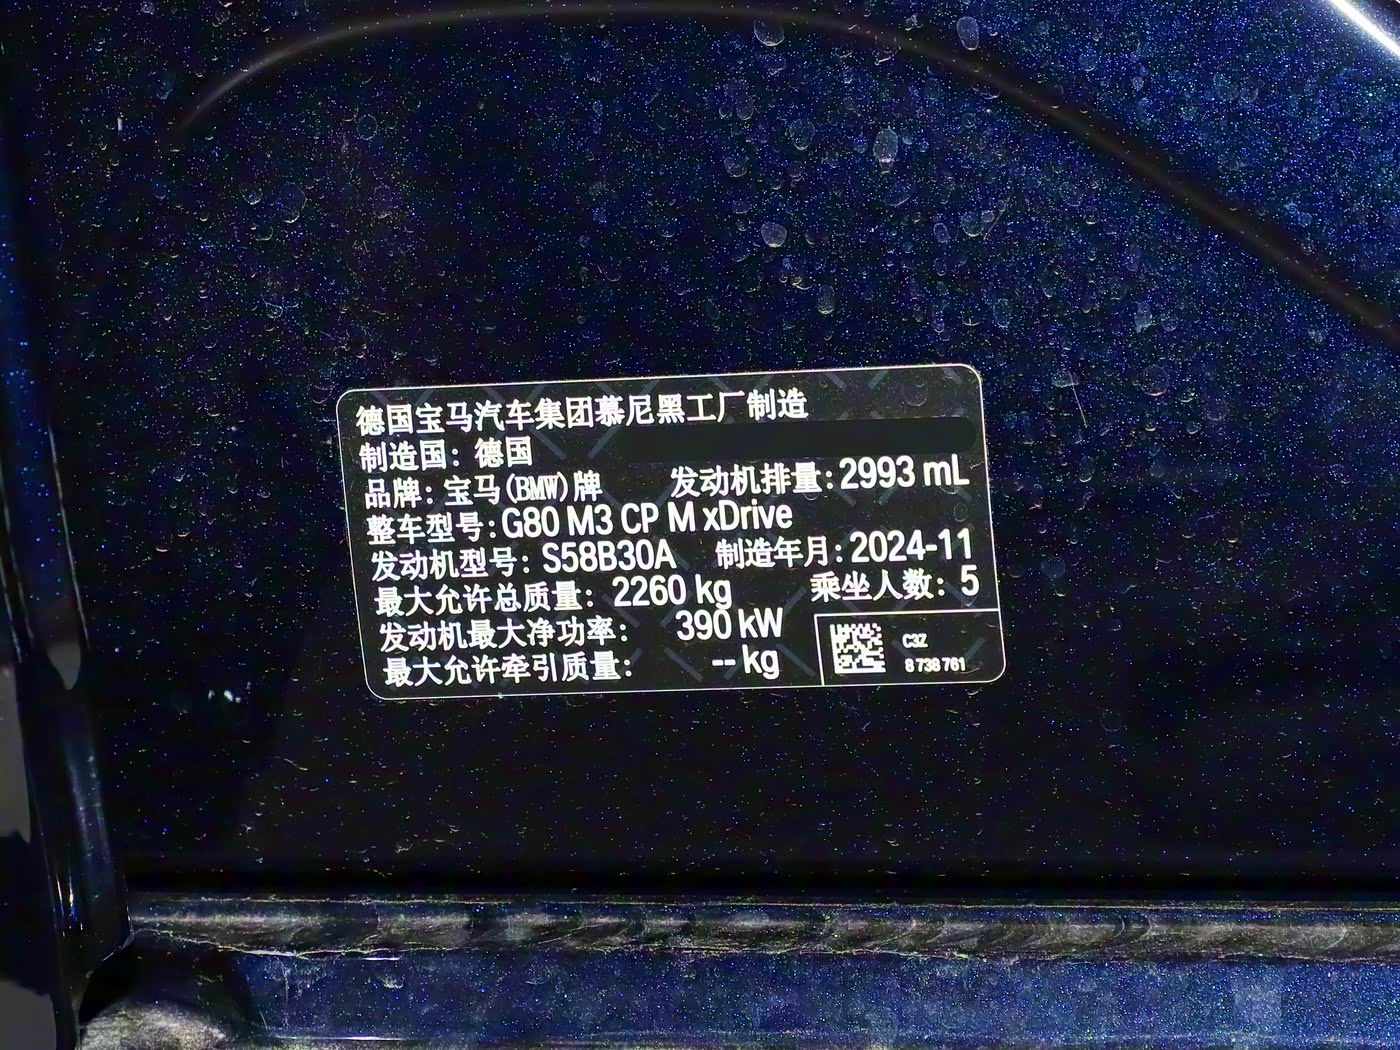 德国宝马汽车集团慕尼黑工厂制造
制造国：德国
品牌：宝马(BMW)牌 发动机排量：2993 mL
整车型号：G80 M3 CP M xDrive
发动机型号：S58B30A 制造年月：2024-11
最大允许总质量：2260 kg 乘坐人数：5
发动机最大净功率：390 kW
最大允许牵引质量：-- kg
C3Z
8 738 761